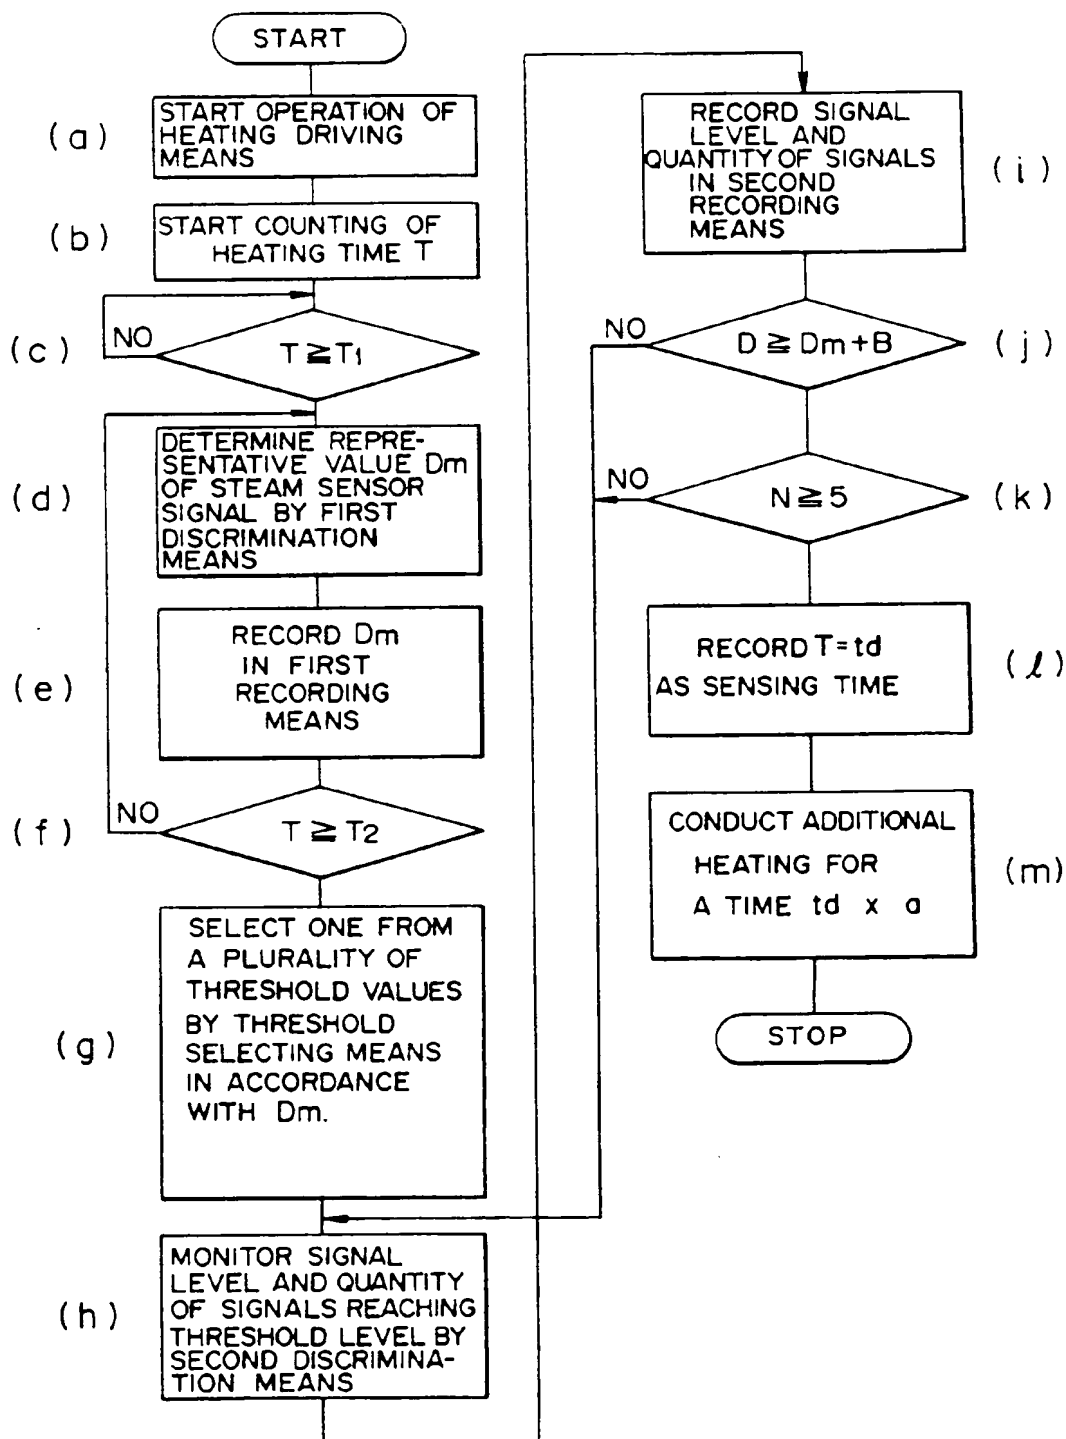 START
(a)
START OPERATION OF
HEATING DRIVING
MEANS
(b)
START COUNTING OF
HEATING TIME T
(c)
NO
T ≧ T1
(d)
DETERMINE REPRE-
SENTATIVE VALUE Dm
OF STEAM SENSOR
SIGNAL BY FIRST
DISCRIMINATION
MEANS
(e)
RECORD Dm
IN FIRST
RECORDING
MEANS
(f)
NO
T ≧ T2
(g)
SELECT ONE FROM
A PLURALITY OF
THRESHOLD VALUES
BY THRESHOLD
SELECTING MEANS
IN ACCORDANCE
WITH Dm.
(h)
MONITOR SIGNAL
LEVEL AND QUANTITY
OF SIGNALS REACHING
THRESHOLD LEVEL BY
SECOND DISCRIMINA-
TION MEANS
RECORD SIGNAL
LEVEL AND
QUANTITY OF SIGNALS
IN SECOND
RECORDING
MEANS
(i)
NO
D ≧ Dm+B
(j)
NO
N ≧ 5
(k)
RECORD T=td
AS SENSING TIME
(l)
CONDUCT ADDITIONAL
HEATING FOR
A TIME td x a
(m)
STOP